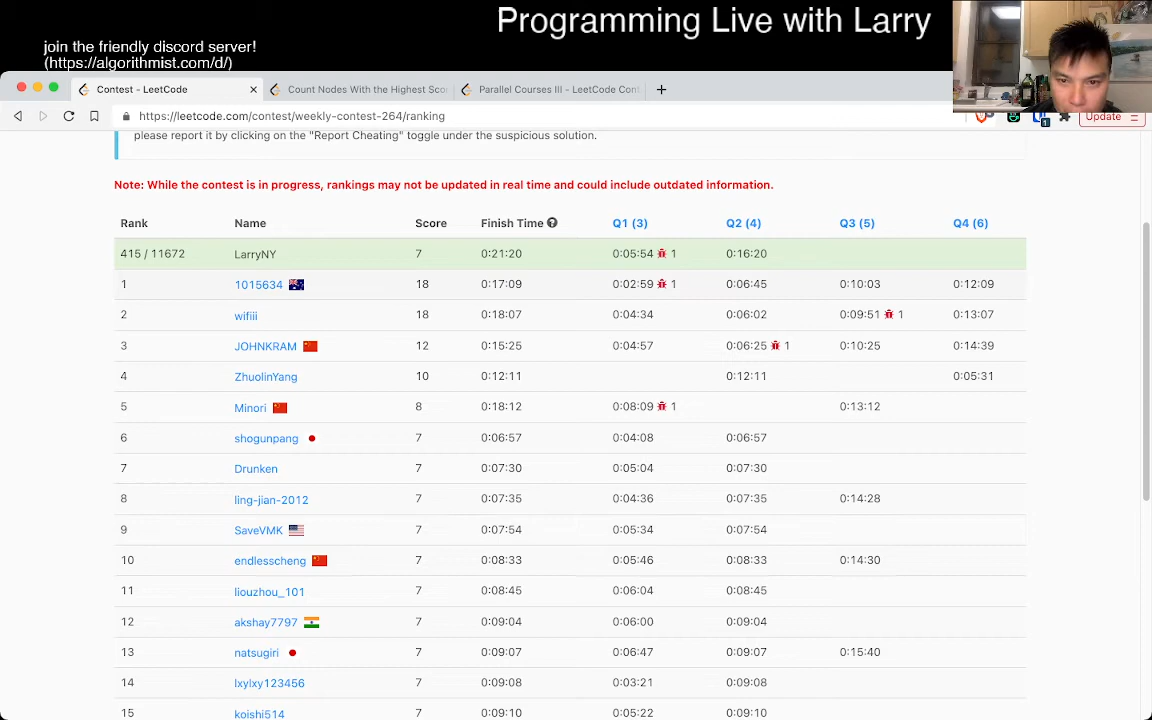 Programming Live with Larry
join the friendly discord server!
(https://algorithmist.com/d/)
Contest - LeetCode
Count Nodes With the Highest Sco
Parallel Courses III - LeetCode Cont
https://leetcode.com/contest/weekly-contest-264/ranking
Update
1
please report it by clicking on the "Report Cheating" toggle under the suspicious solution.
Note: While the contest is in progress, rankings may not be updated in real time and could include outdated information.
Rank Name Score Finish Time Q1 (3) Q2 (4) Q3 (5) Q4 (6)
415 / 11672 LarryNY 7 0:21:20 0:05:54 1 0:16:20
1 1015634 18 0:17:09 0:02:59 1 0:06:45 0:10:03 0:12:09
2 wifiii 18 0:18:07 0:04:34 0:06:02 0:09:51 1 0:13:07
3 JOHNKRAM 12 0:15:25 0:04:57 0:06:25 1 0:10:25 0:14:39
4 ZhuolinYang 10 0:12:11 0:12:11 0:05:31
5 Minori 8 0:18:12 0:08:09 1 0:13:12
6 shogunpang 7 0:06:57 0:04:08 0:06:57
7 Drunken 7 0:07:30 0:05:04 0:07:30
8 ling-jian-2012 7 0:07:35 0:04:36 0:07:35 0:14:28
9 SaveVMK 7 0:07:54 0:05:34 0:07:54
10 endlesscheng 7 0:08:33 0:05:46 0:08:33 0:14:30
11 liouzhou_101 7 0:08:45 0:06:04 0:08:45
12 akshay7797 7 0:09:04 0:06:00 0:09:04
13 natsugiri 7 0:09:07 0:06:47 0:09:07 0:15:40
14 lxylxy123456 7 0:09:08 0:03:21 0:09:08
15 koishi514 7 0:09:10 0:05:22 0:09:10